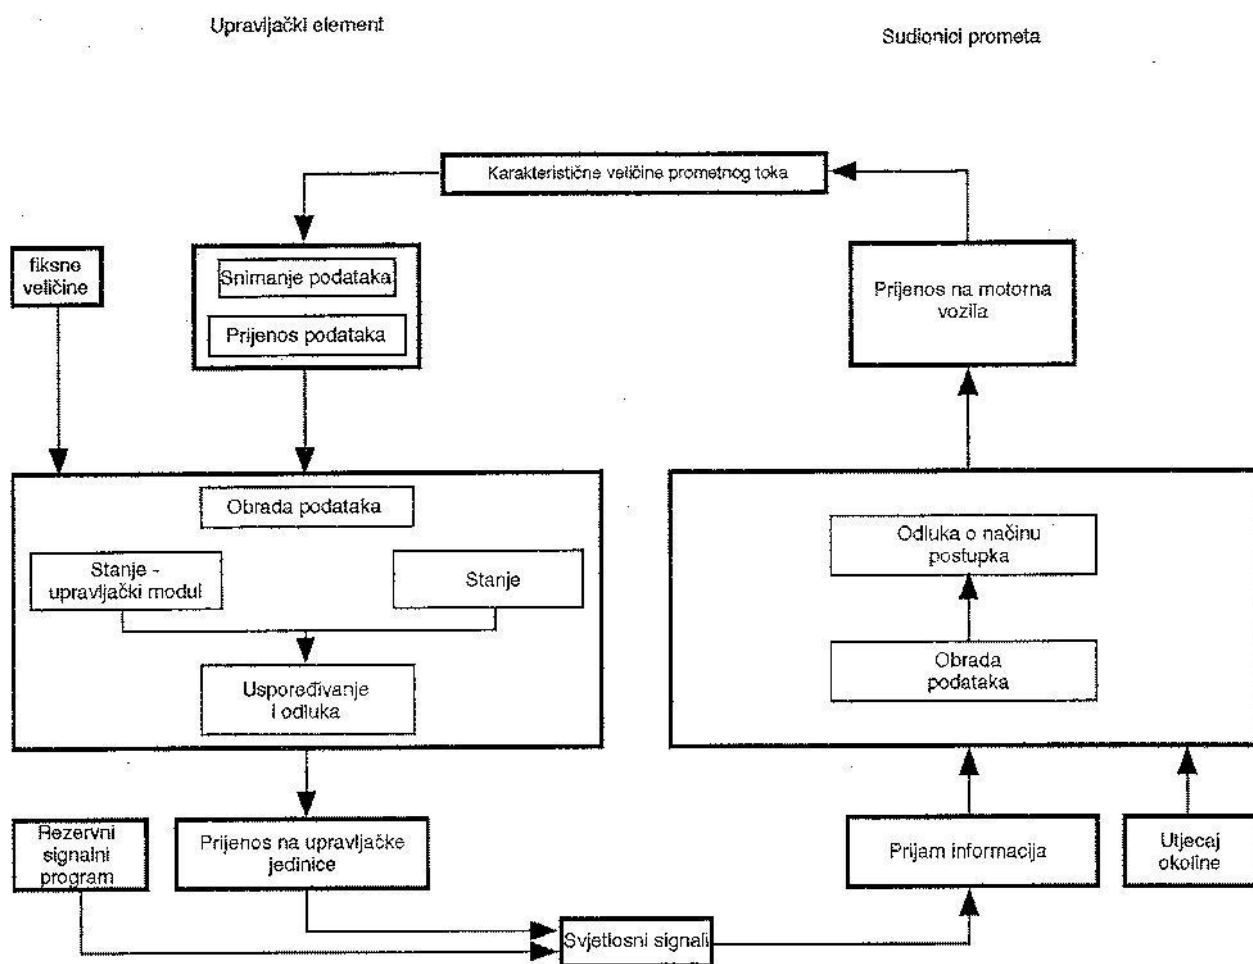 Upravljački element
Sudionici prometa
Karakteristične veličine prometnog toka
fiksne
veličine
Snimanje podataka
Prijenos podataka
Prijenos na motorna
vozila
Obrada podataka
Stanje -
upravljački modul
Stanje
Uspoređivanje
i odluka
Odluka o načinu
postupka
Obrada
podataka
Rezervni
signalni
program
Prijenos na upravljačke
jedinice
Prijam informacija
Utjecaj
okoline
Svjetlosni signali